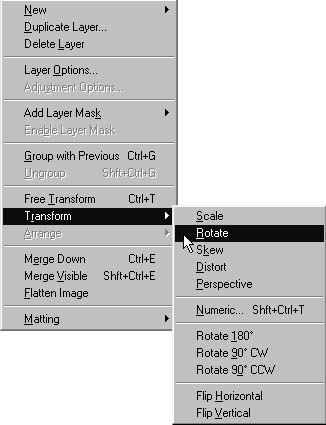 New
Duplicate Layer...
Delete Layer
Layer Options...
Adjustment Options...
Add Layer Mask
Enable Layer Mask
Group with Previous Ctrl+G
Ungroup Shft+Ctrl+G
Free Transform Ctrl+T
Transform
Arrange
Merge Down Ctrl+E
Merge Visible Shft+Ctrl+E
Flatten Image
Matting
Scale
Rotate
Skew
Distort
Perspective
Numeric... Shft+Ctrl+T
Rotate 180°
Rotate 90° CW
Rotate 90° CCW
Flip Horizontal
Flip Vertical